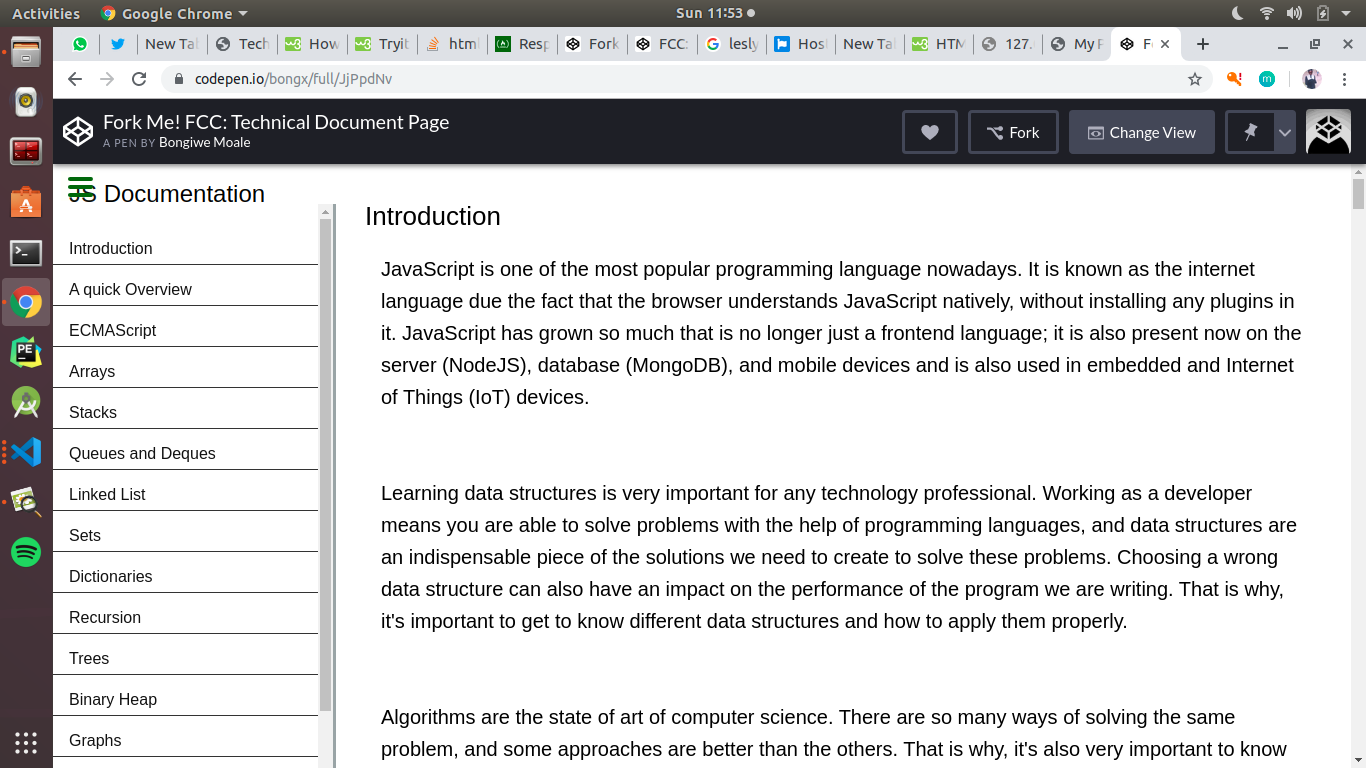 Activities
Google Chrome
Sun 11:53
New Tal
Tech
How
Tryit
html
Resp
Fork
FCC:
lesly
Host
New Tal
HTM
127.
My P
codepen.io/bongx/full/JjPpdNv
Fork Me! FCC: Technical Document Page
A PEN BY Bongiwe Moale
Fork
Change View
JS Documentation
Introduction
A quick Overview
ECMAScript
Arrays
Stacks
Queues and Deques
Linked List
Sets
Dictionaries
Recursion
Trees
Binary Heap
Graphs
Introduction
JavaScript is one of the most popular programming language nowadays. It is known as the internet
language due the fact that the browser understands JavaScript natively, without installing any plugins in
it. JavaScript has grown so much that is no longer just a frontend language; it is also present now on the
server (NodeJS), database (MongoDB), and mobile devices and is also used in embedded and Internet
of Things (IoT) devices.
Learning data structures is very important for any technology professional. Working as a developer
means you are able to solve problems with the help of programming languages, and data structures are
an indispensable piece of the solutions we need to create to solve these problems. Choosing a wrong
data structure can also have an impact on the performance of the program we are writing. That is why,
it's important to get to know different data structures and how to apply them properly.
Algorithms are the state of art of computer science. There are so many ways of solving the same
problem, and some approaches are better than the others. That is why, it's also very important to know